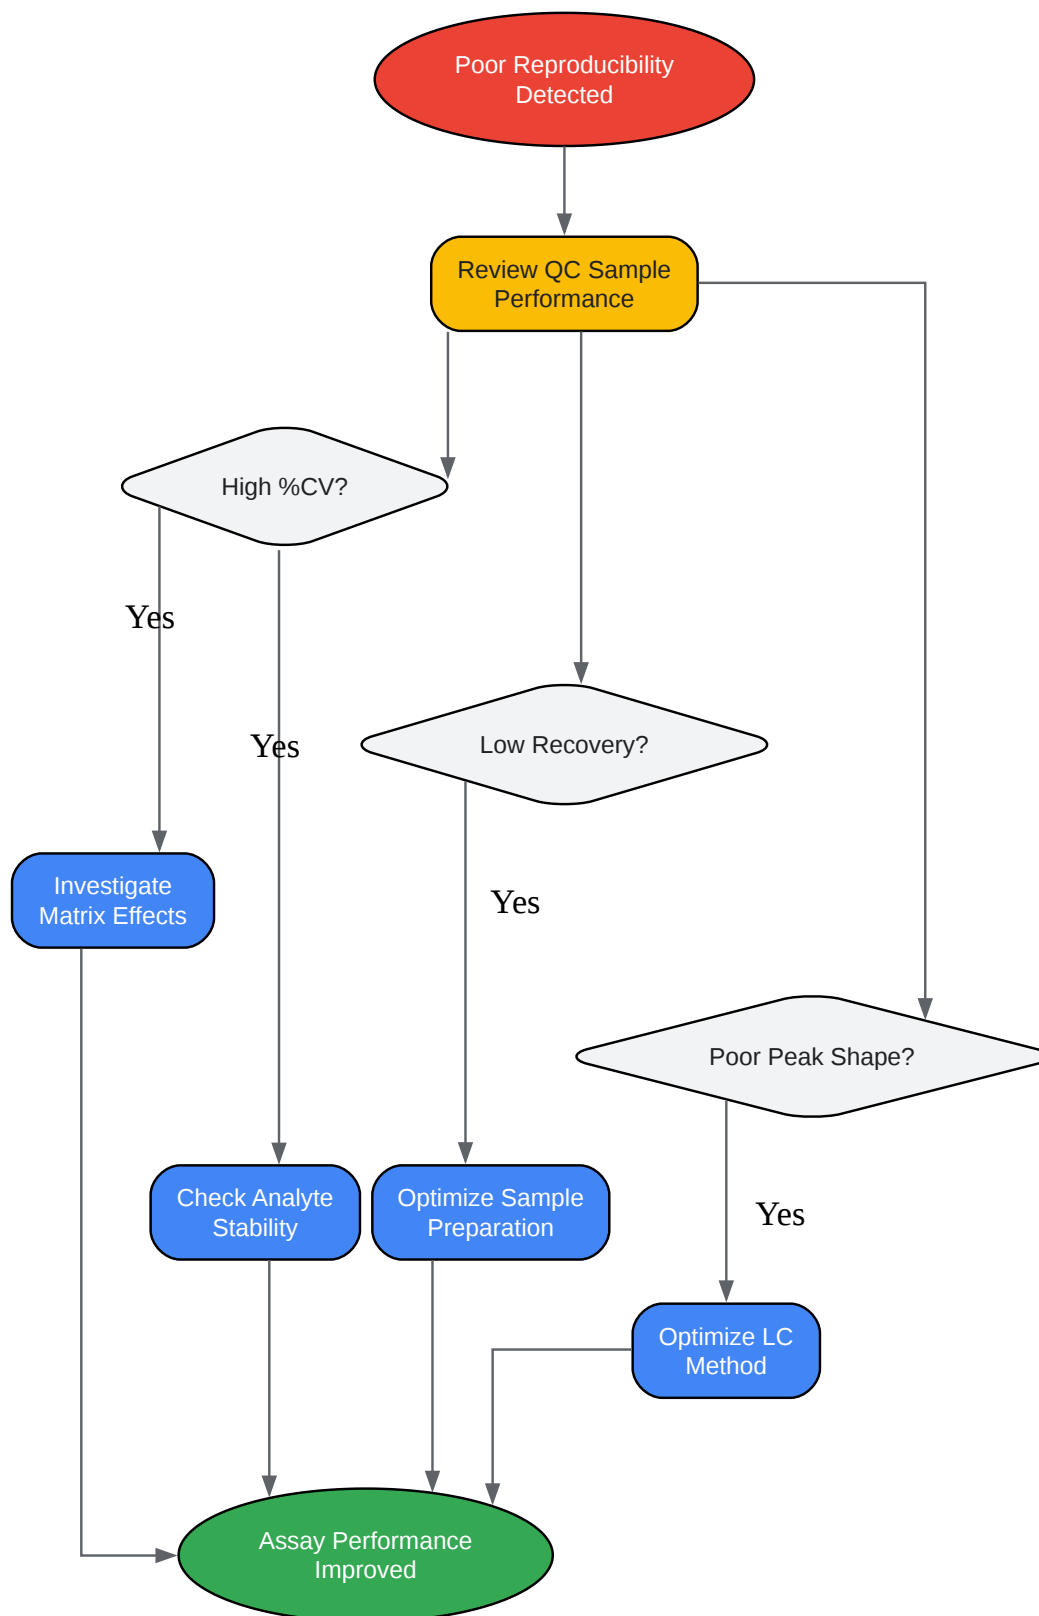 Poor Reproducibility
Detected
Review QC Sample
Performance
High %CV?
Yes
Yes
Low Recovery?
Investigate
Matrix Effects
Yes
Poor Peak Shape?
Check Analyte
Stability
Optimize Sample
Preparation
Yes
Optimize LC
Method
Assay Performance
Improved